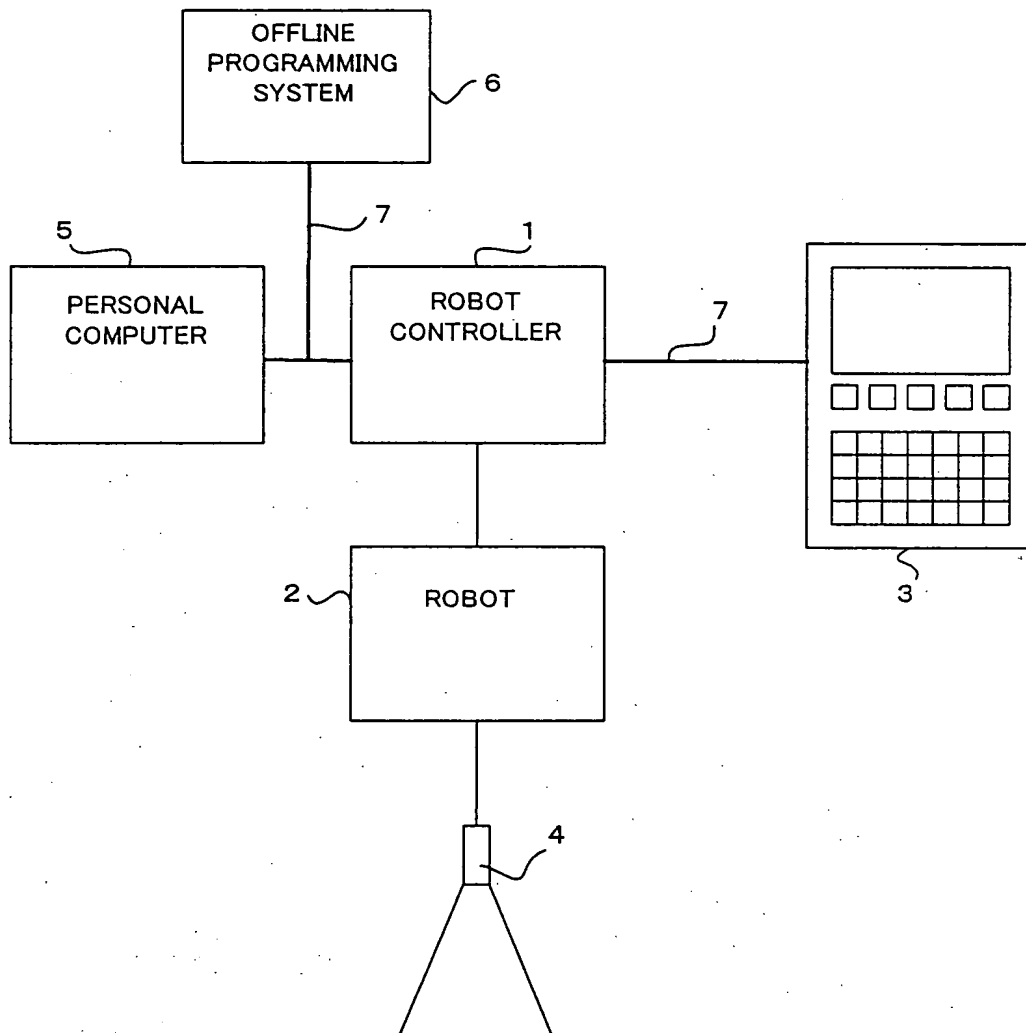 OFFLINE
PROGRAMMING
SYSTEM
6
7
5
1
PERSONAL
COMPUTER
ROBOT
CONTROLLER
7
2
ROBOT
3
4